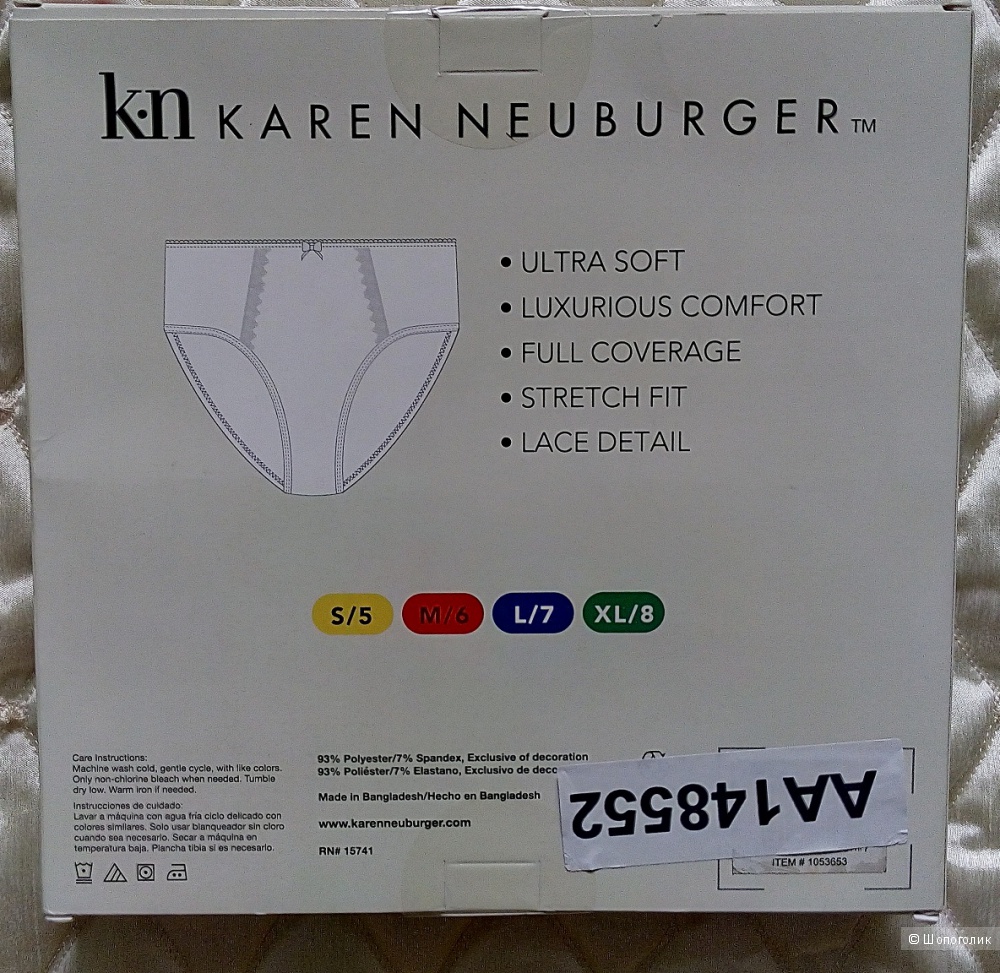 k·n KAREN NEUBURGER™
• ULTRA SOFT
• LUXURIOUS COMFORT
• FULL COVERAGE
• STRETCH FIT
• LACE DETAIL
S/5 M/6 L/7 XL/8
Care Instructions:
Machine wash cold, gentle cycle, with like colors.
Only non-chlorine bleach when needed. Tumble
dry low. Warm iron if needed.
Instrucciones de cuidado:
Lavar a máquina con agua fría ciclo delicado con
colores similares. Solo usar blanqueador sin cloro
cuando sea necesario. Secar a máquina en
temperatura baja. Plancha tibia si es necesario.
93% Polyester/7% Spandex, Exclusive of decoration
93% Poliéster/7% Elastano, Exclusivo de
Made in Bangladesh/Hecho en Bangladesh
www.karenneuburger.com
RN# 15741
AA148552
ITEM # 1053653
© Шопоголик